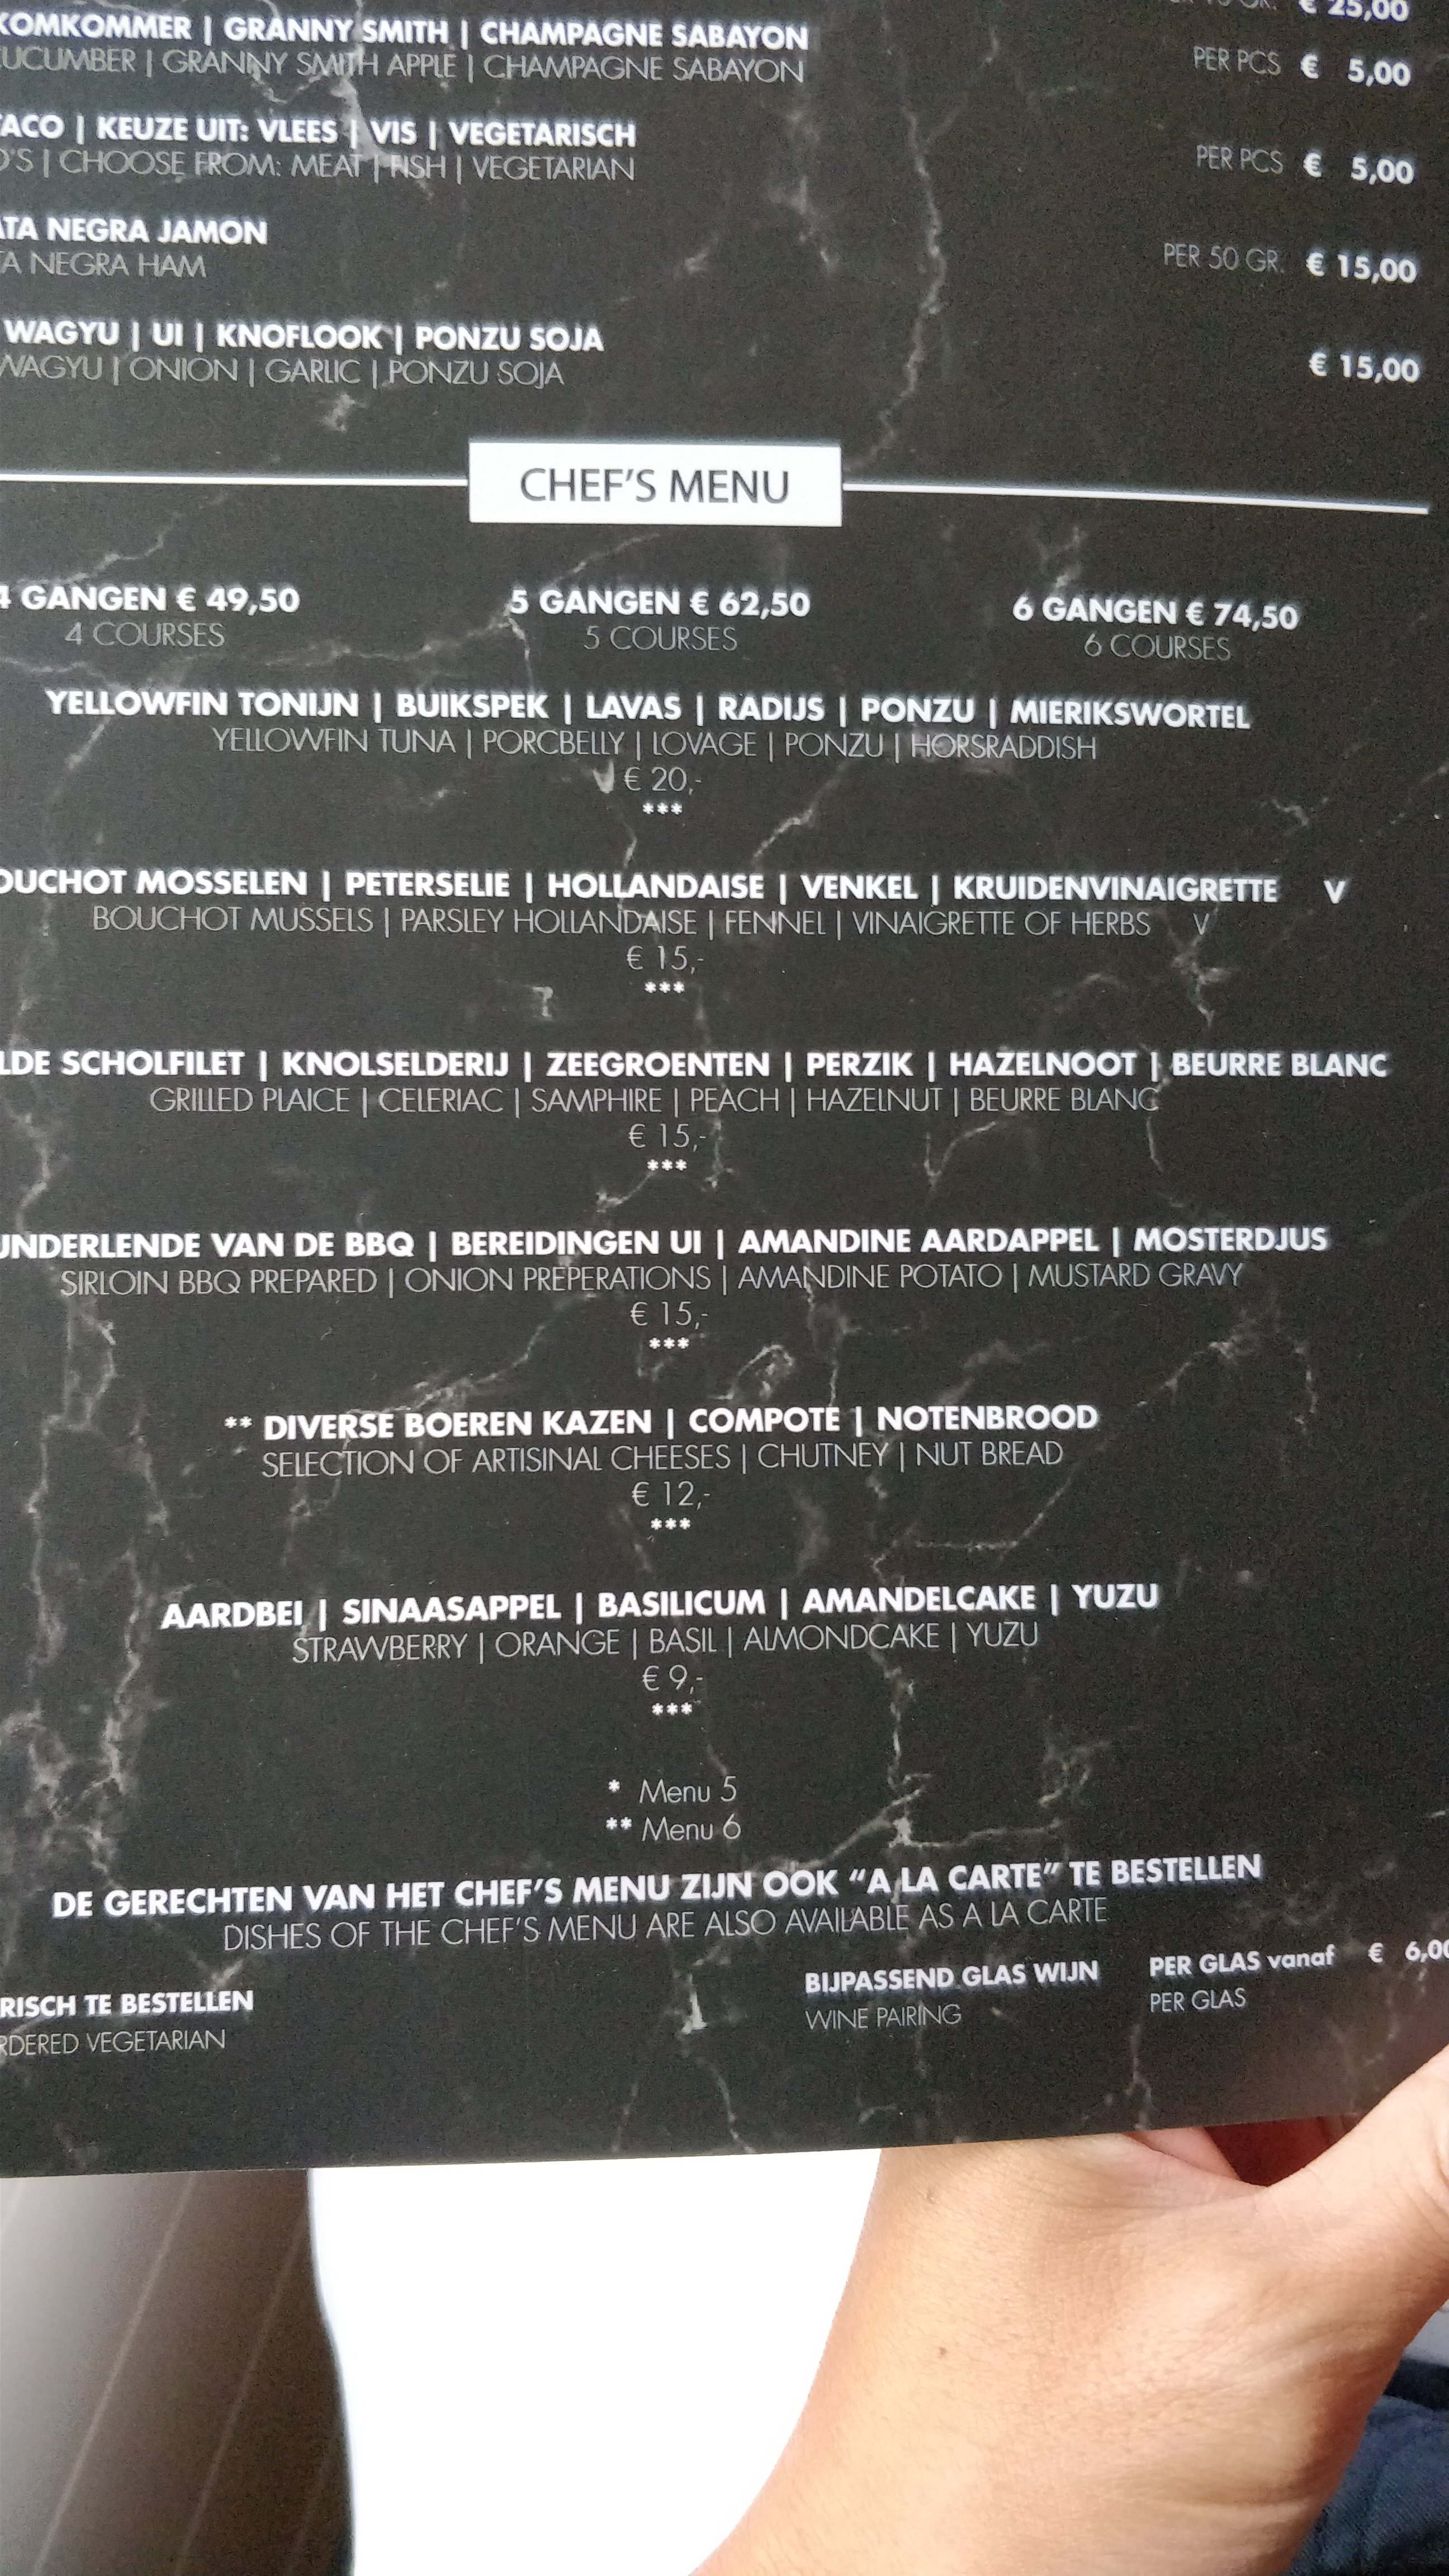 € 25,00
KOMKOMMER | GRANNY SMITH | CHAMPAGNE SABAYON
CUCUMBER | GRANNY SMITH APPLE | CHAMPAGNE SABAYON
PER PCS € 5,00
TACO | KEUZE UIT: VLEES | VIS | VEGETARISCH
O'S | CHOOSE FROM: MEAT | FISH | VEGETARIAN
PER PCS € 5,00
ATA NEGRA JAMON
TA NEGRA HAM
PER 50 GR. € 15,00
WAGYU | UI | KNOFLOOK | PONZU SOJA
WAGYU | ONION | GARLIC | PONZU SOJA
€ 15,00
CHEF'S MENU
4 GANGEN € 49,50 5 GANGEN € 62,50 6 GANGEN € 74,50
4 COURSES 5 COURSES 6 COURSES
YELLOWFIN TONIJN | BUIKSPEK | LAVAS | RADIJS | PONZU | MIERIKSWORTEL
YELLOWFIN TUNA | PORCBELLY | LOVAGE | PONZU | HORSRADDISH
€ 20,-
***
OUCHOT MOSSELEN | PETERSELIE | HOLLANDAISE | VENKEL | KRUIDENVINAIGRETTE V
BOUCHOT MUSSELS | PARSLEY HOLLANDAISE | FENNEL | VINAIGRETTE OF HERBS V
€ 15,-
***
LDE SCHOLFILET | KNOLSELDERIJ | ZEEGROENTEN | PERZIK | HAZELNOOT | BEURRE BLANC
GRILLED PLAICE | CELERIAC | SAMPHIRE | PEACH | HAZELNUT | BEURRE BLANC
€ 15,-
***
UNDERLENDE VAN DE BBQ | BEREIDINGEN UI | AMANDINE AARDAPPEL | MOSTERDJUS
SIRLOIN BBQ PREPARED | ONION PREPERATIONS | AMANDINE POTATO | MUSTARD GRAVY
€ 15,-
***
** DIVERSE BOEREN KAZEN | COMPOTE | NOTENBROOD
SELECTION OF ARTISINAL CHEESES | CHUTNEY | NUT BREAD
€ 12,-
***
AARDBEI | SINAASAPPEL | BASILICUM | AMANDELCAKE | YUZU
STRAWBERRY | ORANGE | BASIL | ALMONDCAKE | YUZU
€ 9,-
***
* Menu 5
** Menu 6
DE GERECHTEN VAN HET CHEF'S MENU ZIJN OOK "A LA CARTE" TE BESTELLEN
DISHES OF THE CHEF'S MENU ARE ALSO AVAILABLE AS A LA CARTE
RISCH TE BESTELLEN BIJPASSEND GLAS WIJN PER GLAS vanaf € 6,00
RDERED VEGETARIAN WINE PAIRING PER GLAS